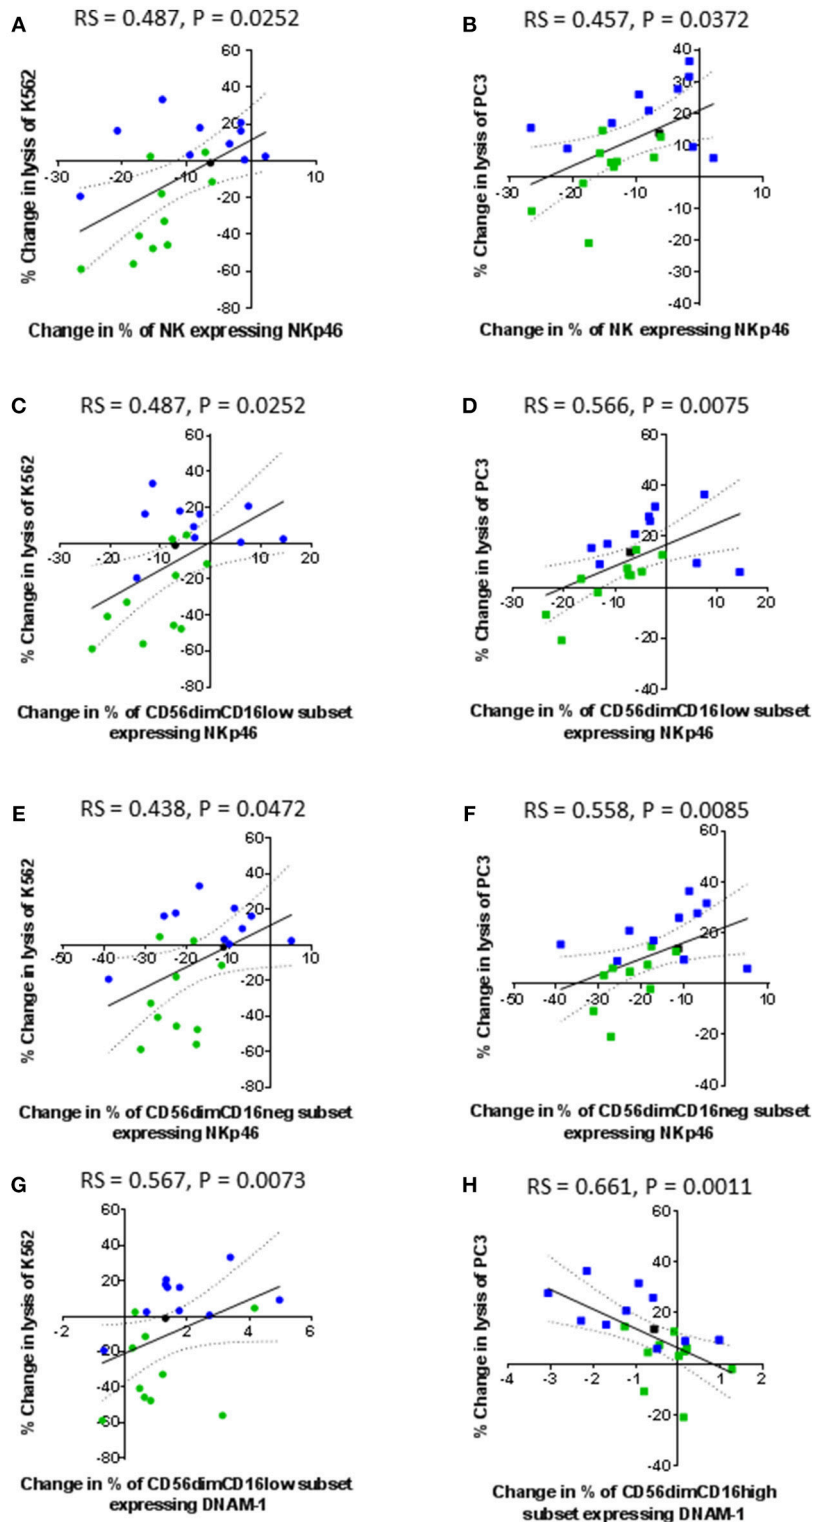 A RS = 0.487, P = 0.0252
% Change in lysis of K562
60
40
20
-30 -20 -10 10
-20
-40
-60
-80
Change in % of NK expressing NKp46
B RS = 0.457, P = 0.0372
% Change in lysis of PC3
40
30
20
10
-30 -20 -10 10
-10
-20
-30
-40
Change in % of NK expressing NKp46
C RS = 0.487, P = 0.0252
% Change in lysis of K562
60
40
20
-30 -20 -10 10 20
-20
-40
-60
-80
Change in % of CD56dimCD16low subset
expressing NKp46
D RS = 0.566, P = 0.0075
% Change in lysis of PC3
60
40
20
-30 -20 -10 10 20
-20
-40
Change in % of CD56dimCD16low subset
expressing NKp46
E RS = 0.438, P = 0.0472
% Change in lysis of K562
60
40
20
-50 -40 -30 -20 -10 10
-20
-40
-60
-80
Change in % of CD56dimCD16neg subset
expressing NKp46
F RS = 0.558, P = 0.0085
% Change in lysis of PC3
60
40
20
-50 -40 -30 -20 -10 10
-20
-40
Change in % of CD56dimCD16neg subset
expressing NKp46
G RS = 0.567, P = 0.0073
% Change in lysis of K562
60
40
20
-2 2 4 6
-20
-40
-60
-80
Change in % of CD56dimCD16low subset
expressing DNAM-1
H RS = 0.661, P = 0.0011
% Change in lysis of PC3
60
40
20
-4 -3 -2 -1 1 2
-20
-40
Change in % of CD56dimCD16high
subset expressing DNAM-1